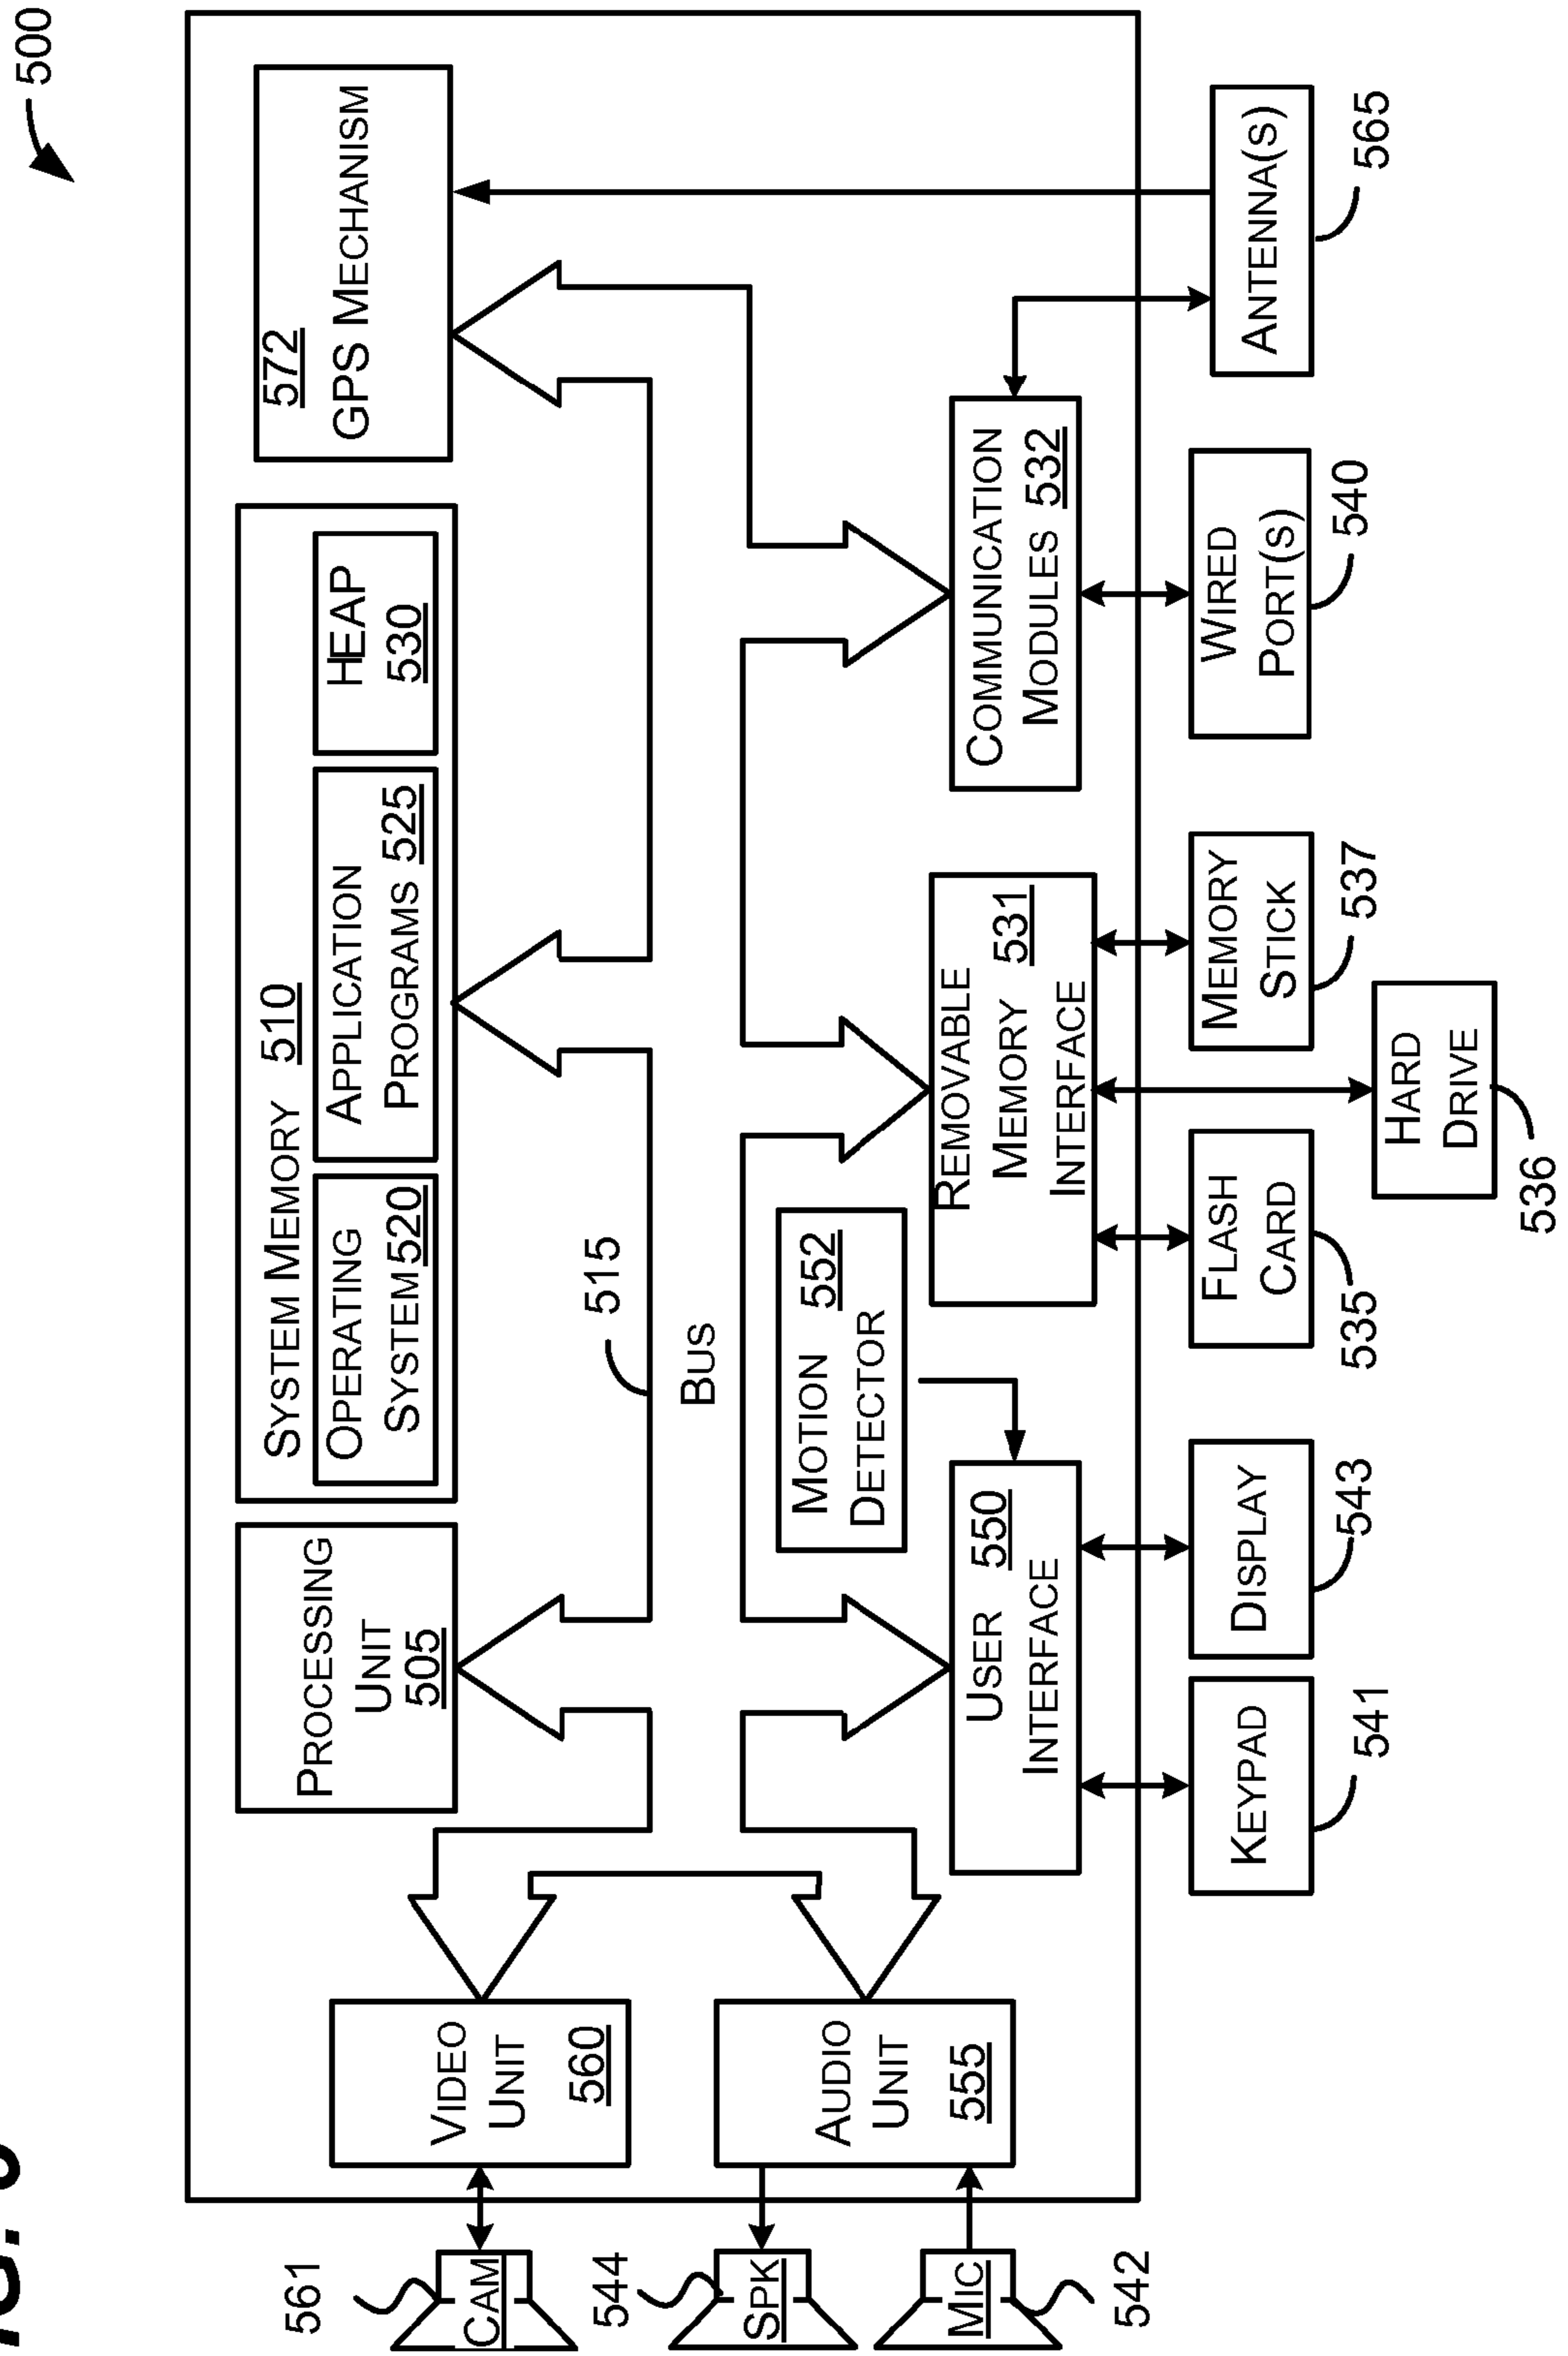 500
572
GPS MECHANISM
SYSTEM MEMORY 510
OPERATING
SYSTEM 520
APPLICATION
PROGRAMS 525
HEAP
530
PROCESSING
UNIT
505
515
BUS
VIDEO
UNIT
560
AUDIO
UNIT
555
561
CAM
544
SPK
MIC
542
MOTION 552
DETECTOR
USER 550
INTERFACE
REMOVABLE
MEMORY 531
INTERFACE
COMMUNICATION
MODULES 532
KEYPAD
541
DISPLAY
543
FLASH
CARD
535
HARD
DRIVE
536
MEMORY
STICK
537
WIRED
PORT(S)
540
ANTENNA(S)
565